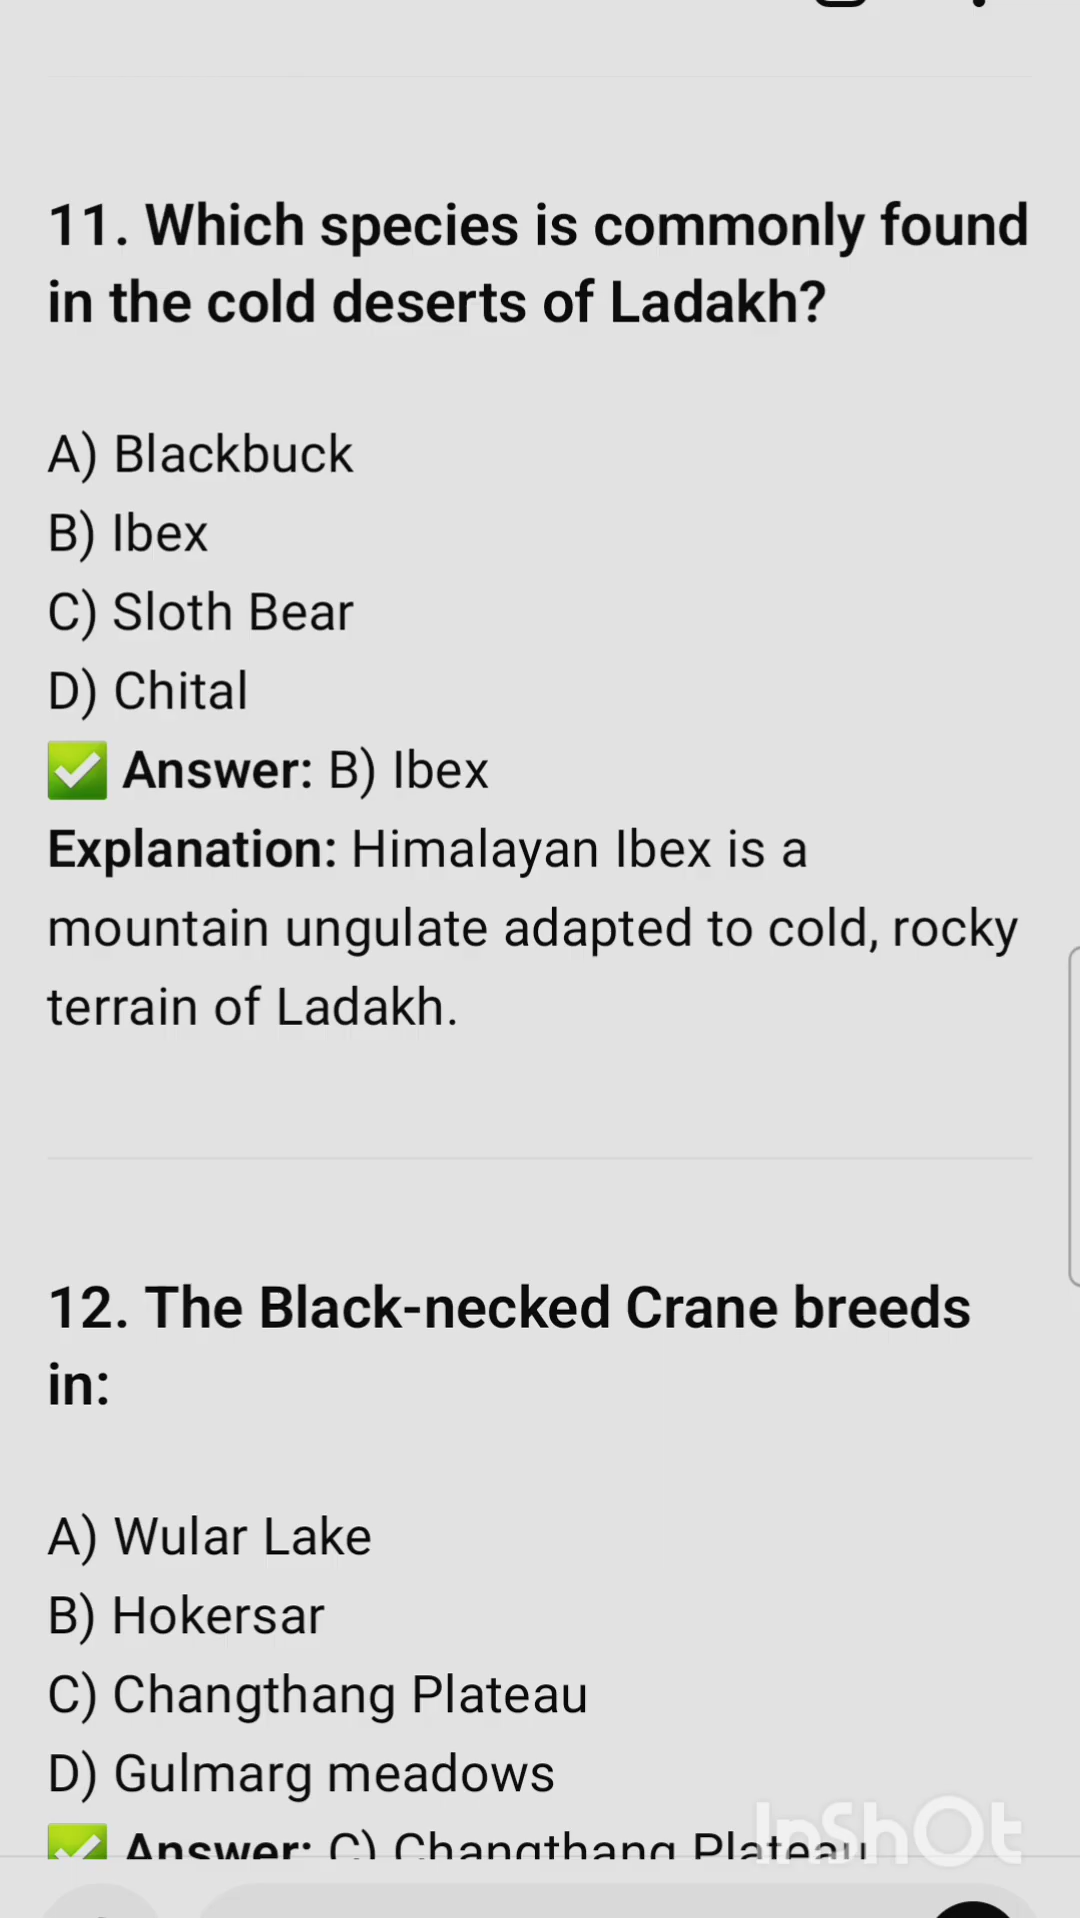 11. Which species is commonly found
in the cold deserts of Ladakh?
A) Blackbuck
B) Ibex
C) Sloth Bear
D) Chital
✅ Answer: B) Ibex
Explanation: Himalayan Ibex is a
mountain ungulate adapted to cold, rocky
terrain of Ladakh.
12. The Black-necked Crane breeds
in:
A) Wular Lake
B) Hokersar
C) Changthang Plateau
D) Gulmarg meadows
✅ Answer: C) Changthang Plateau
InShOt